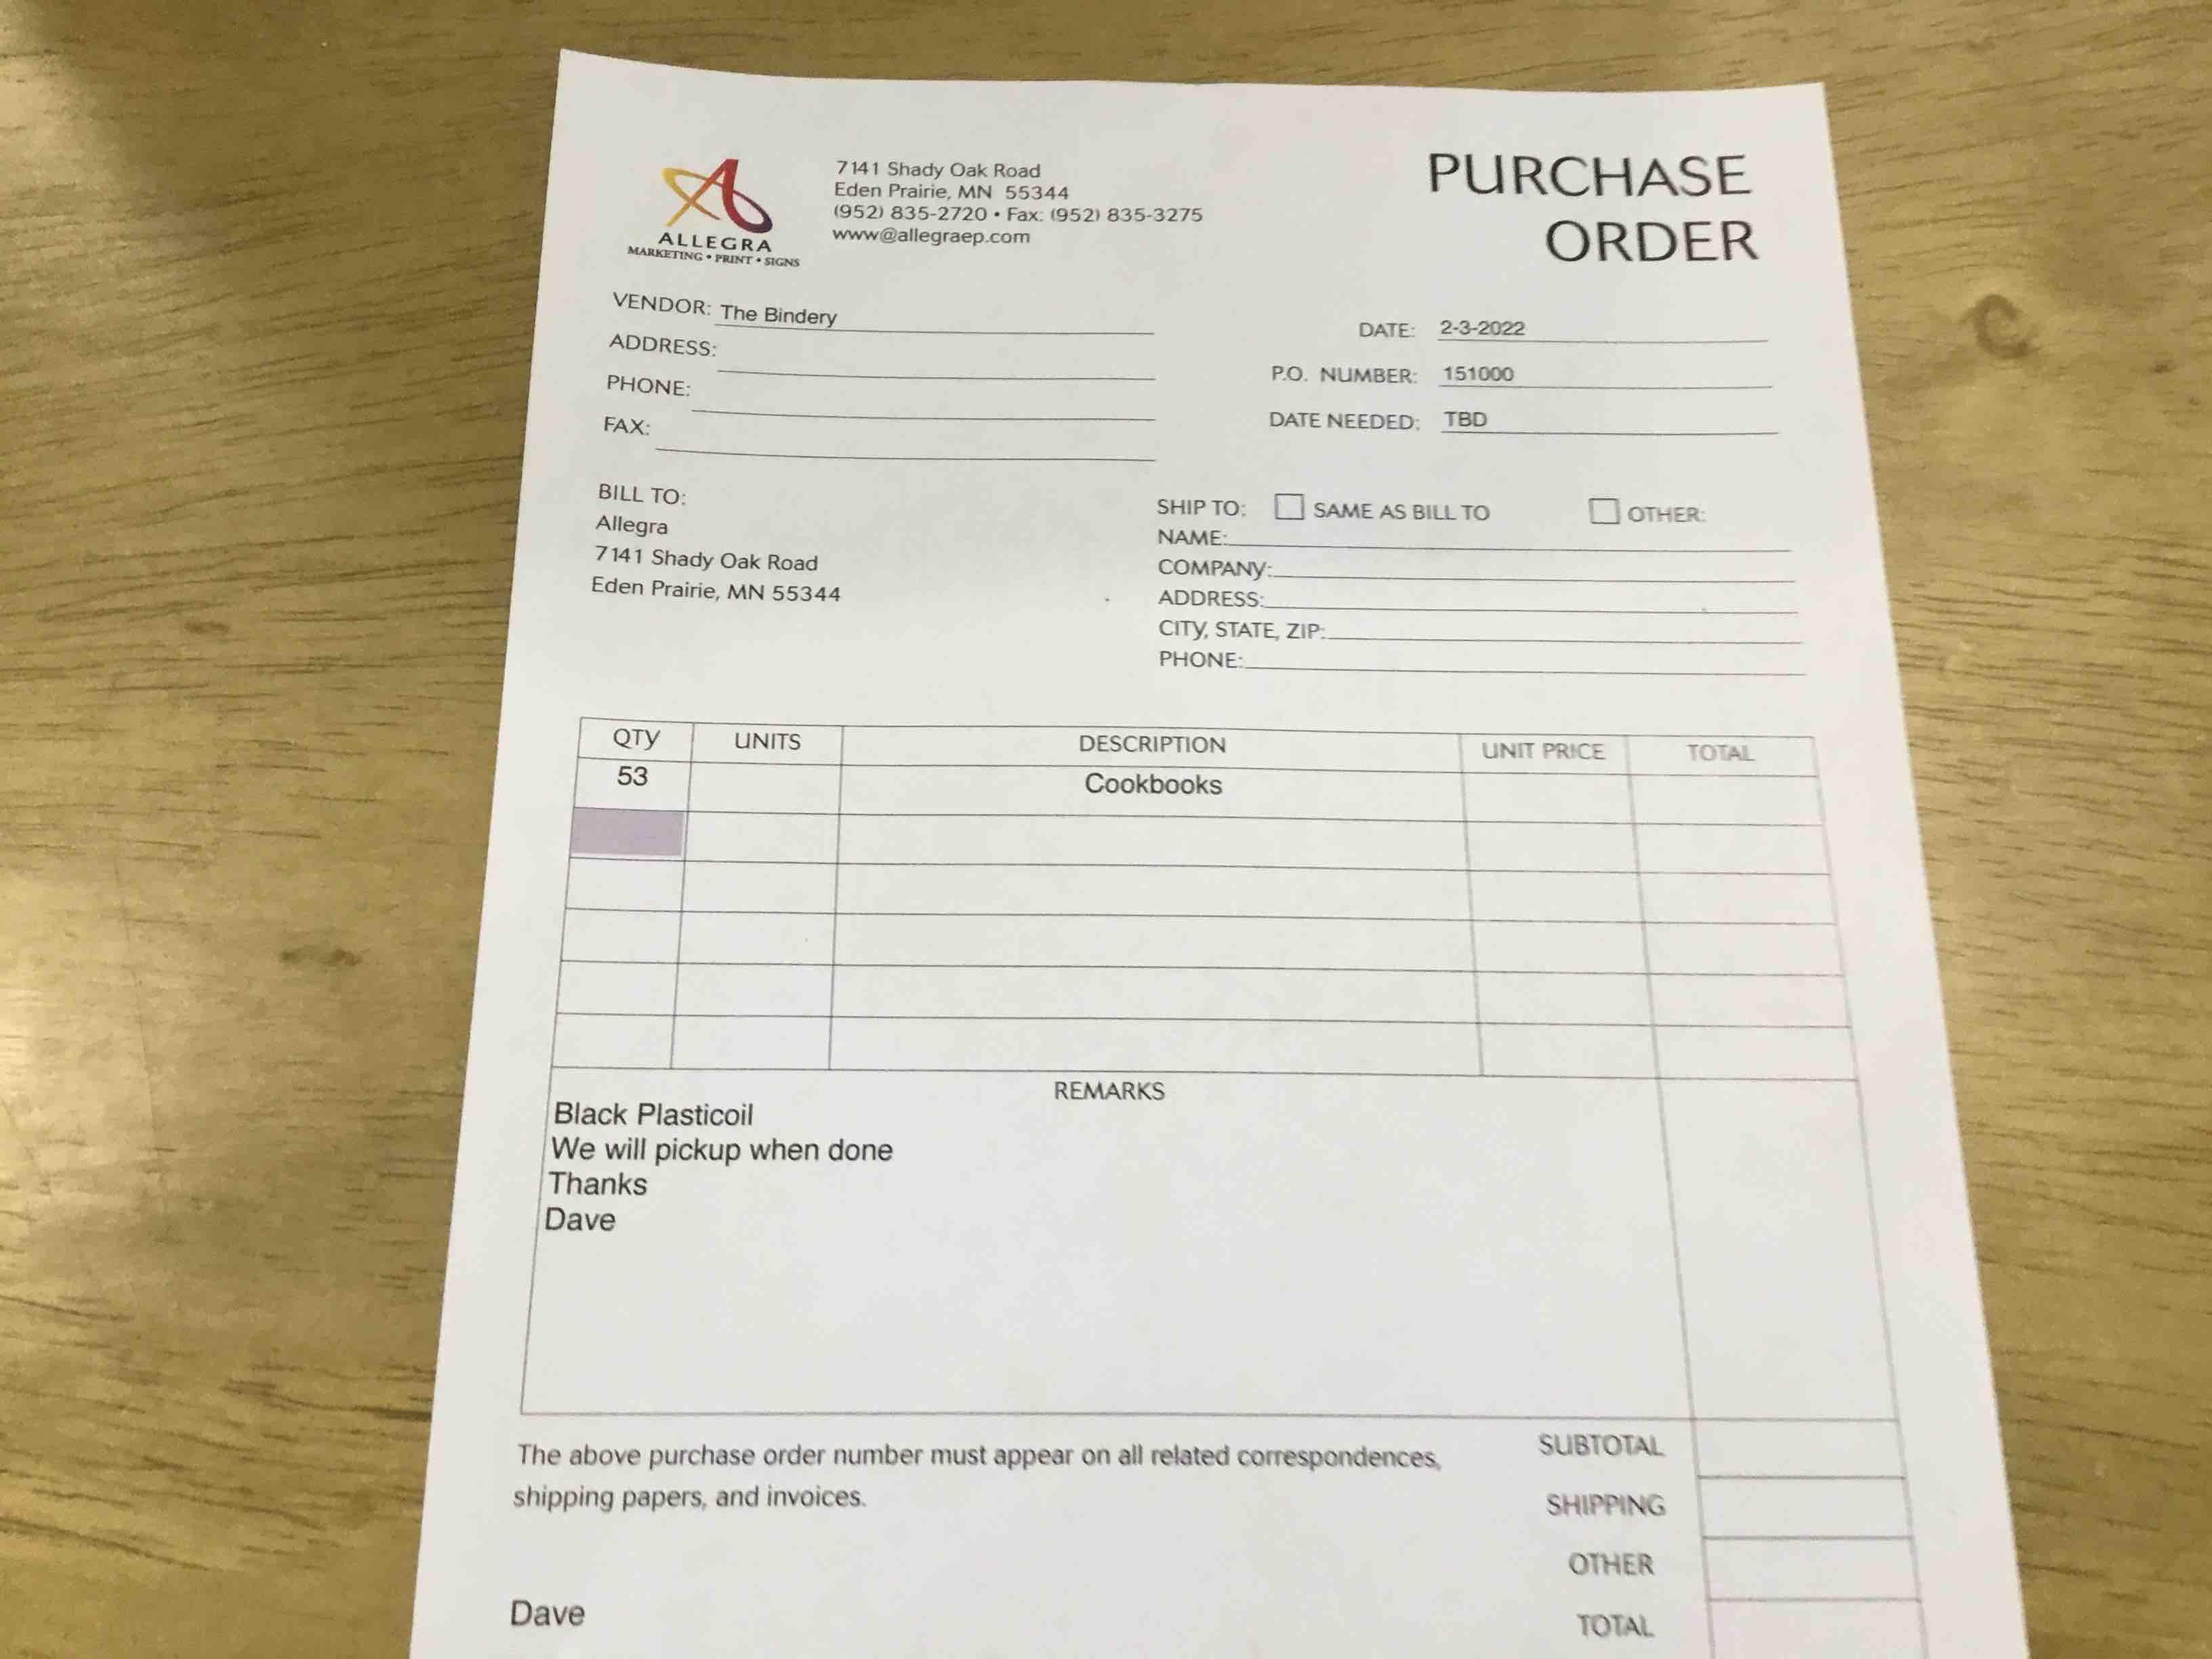 ALLEGRA
MARKETING • PRINT • SIGNS
7141 Shady Oak Road
Eden Prairie, MN 55344
(952) 835-2720 • Fax: (952) 835-3275
www@allegraep.com
PURCHASE
ORDER
VENDOR: The Bindery
ADDRESS:
PHONE:
FAX:
DATE: 2-3-2022
P.O. NUMBER: 151000
DATE NEEDED: TBD
BILL TO:
Allegra
7141 Shady Oak Road
Eden Prairie, MN 55344
SHIP TO: SAME AS BILL TO OTHER:
NAME:
COMPANY:
ADDRESS:
CITY, STATE, ZIP:
PHONE:
QTY UNITS DESCRIPTION UNIT PRICE TOTAL
53 Cookbooks
REMARKS
Black Plasticoil
We will pickup when done
Thanks
Dave
The above purchase order number must appear on all related correspondences,
shipping papers, and invoices.
SUBTOTAL
SHIPPING
OTHER
TOTAL
Dave